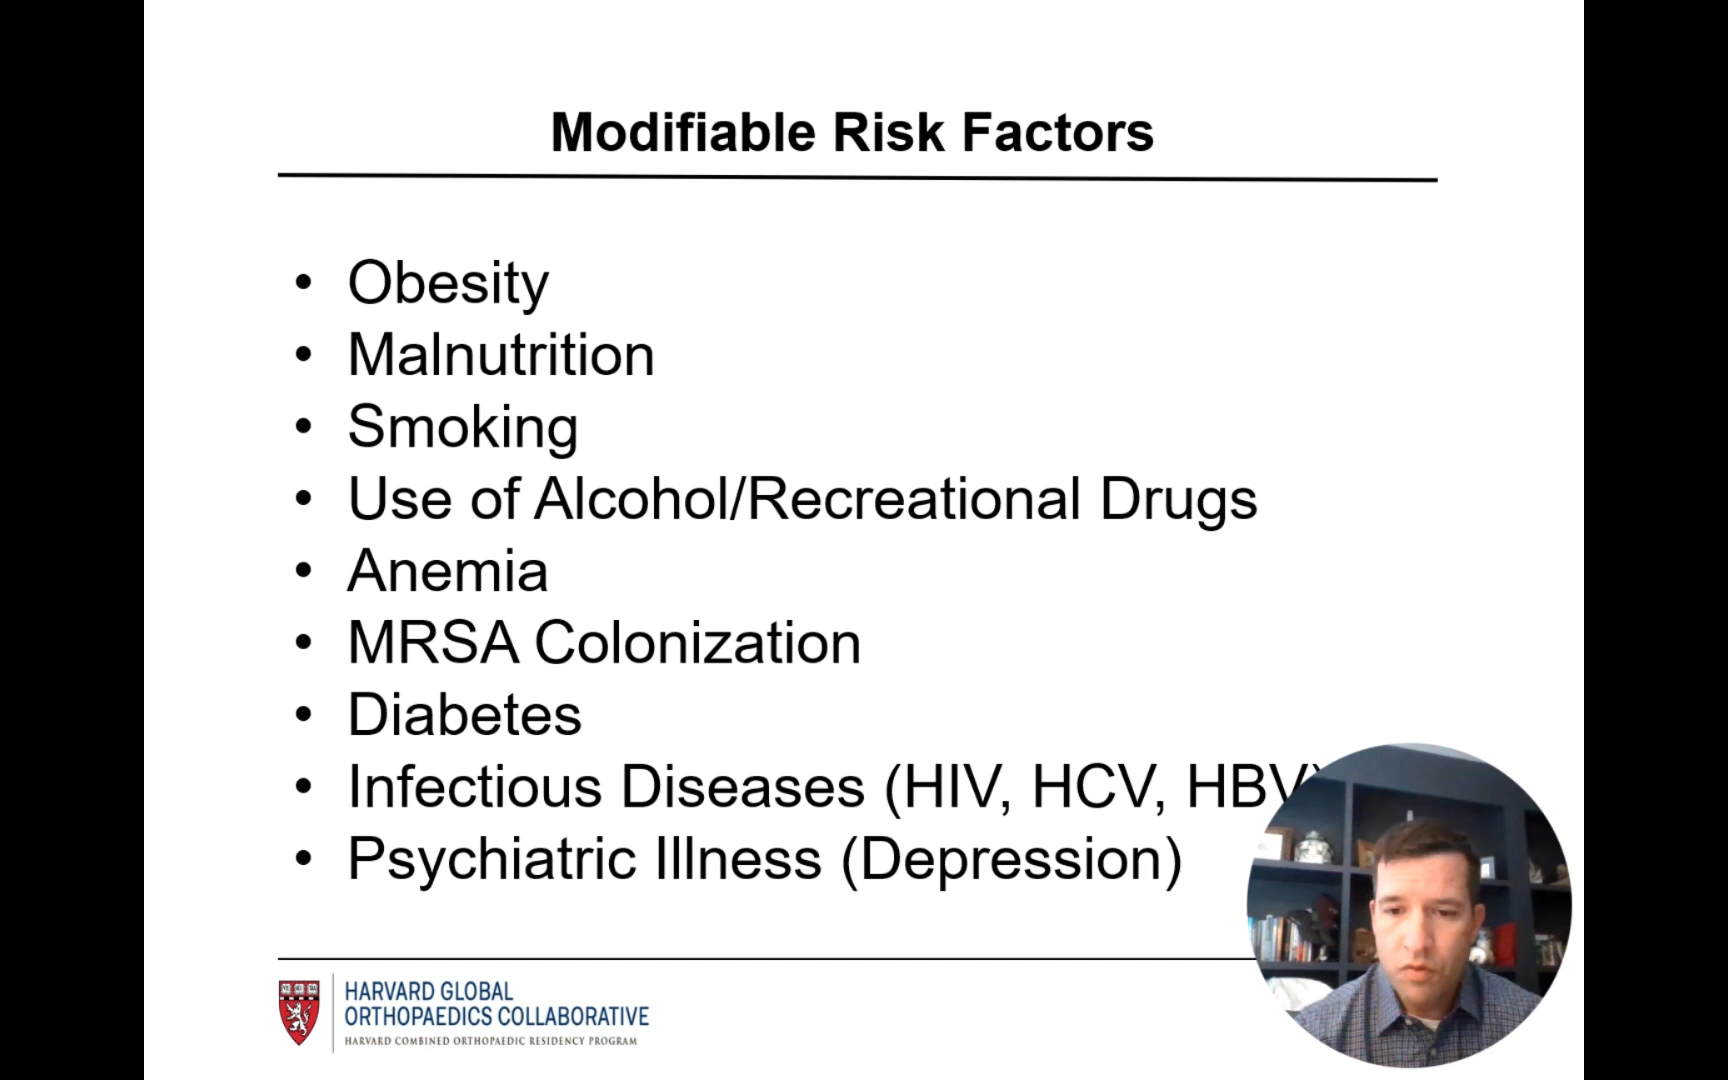 Modifiable Risk Factors
• Obesity
• Malnutrition
• Smoking
• Use of Alcohol/Recreational Drugs
• Anemia
• MRSA Colonization
• Diabetes
• Infectious Diseases (HIV, HCV, HBV)
• Psychiatric Illness (Depression)
HARVARD GLOBAL
ORTHOPAEDICS COLLABORATIVE
HARVARD COMBINED ORTHOPAEDIC RESIDENCY PROGRAM